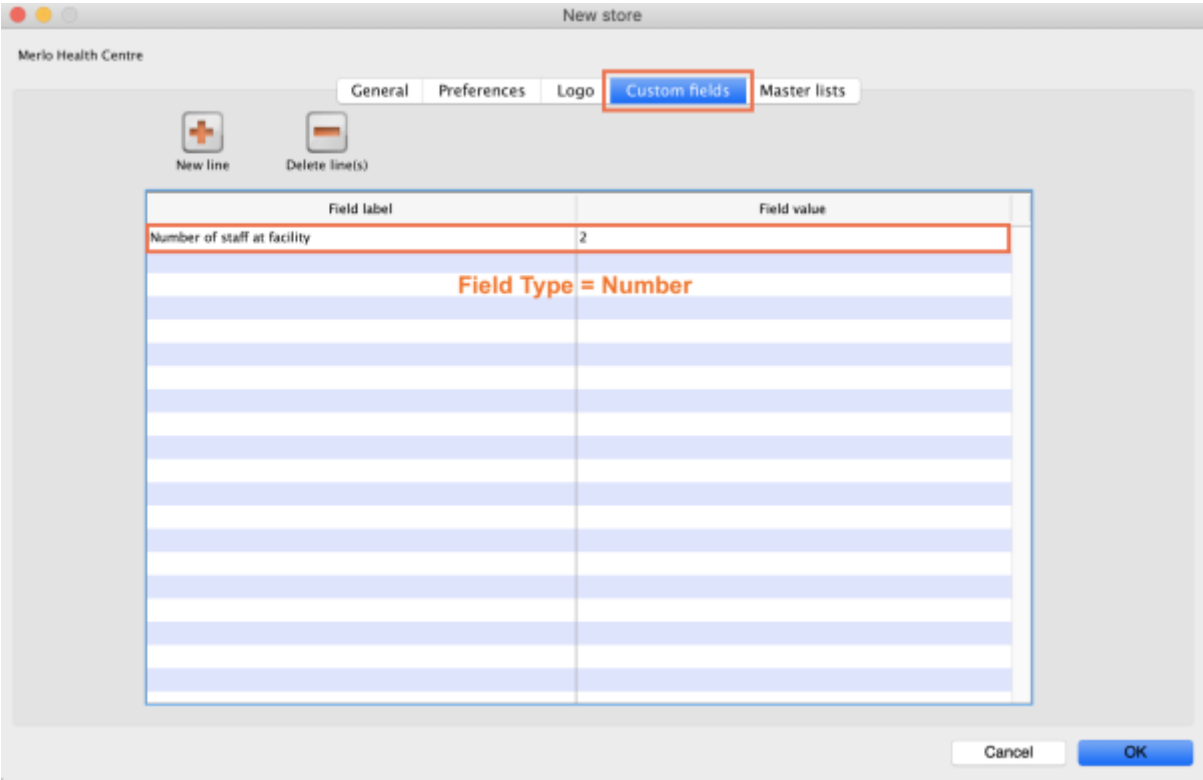 New store
Merlo Health Centre
General Preferences Logo Custom fields Master lists
New line Delete line(s)
Field label Field value
Number of staff at facility 2
Field Type = Number
Cancel OK